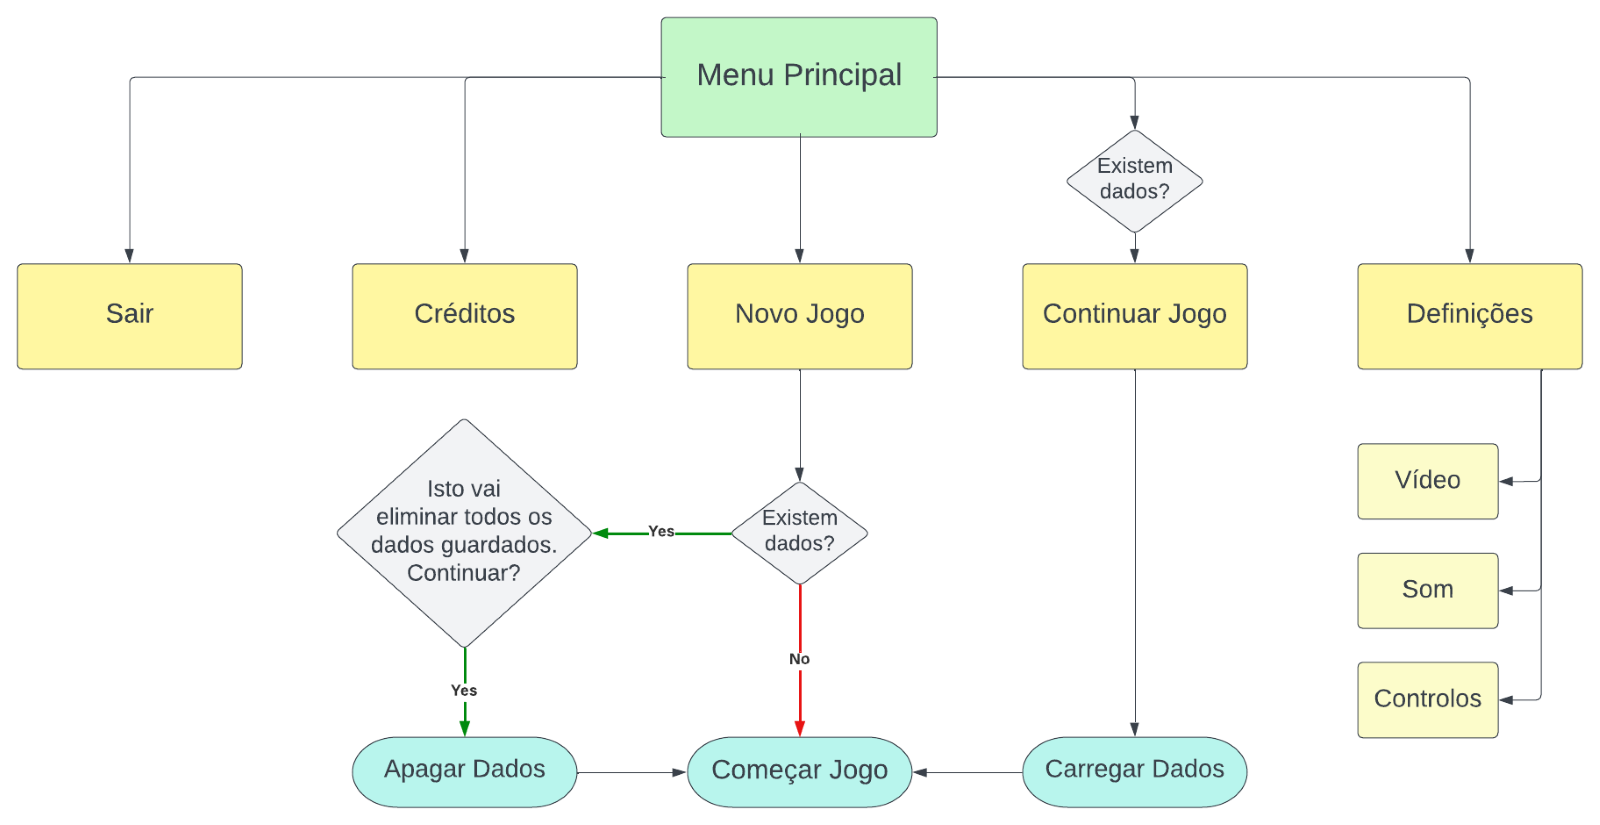 Menu Principal
Existem
dados?
Sair
Créditos
Novo Jogo
Continuar Jogo
Definições
Isto vai
eliminar todos os
dados guardados.
Continuar?
Yes
Existem
dados?
Vídeo
Som
Controlos
Yes
No
Apagar Dados
Começar Jogo
Carregar Dados